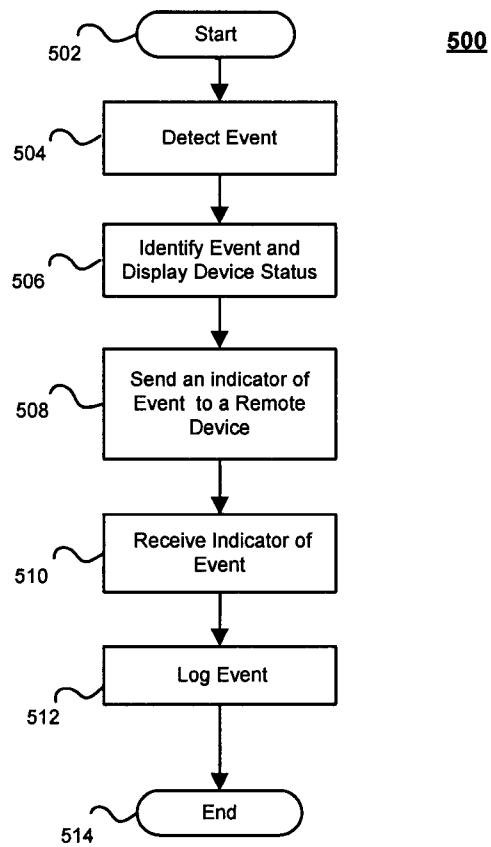 Start
502
500
Detect Event
504
Identify Event and
Display Device Status
506
Send an indicator of
Event to a Remote
Device
508
Receive Indicator of
Event
510
Log Event
512
End
514